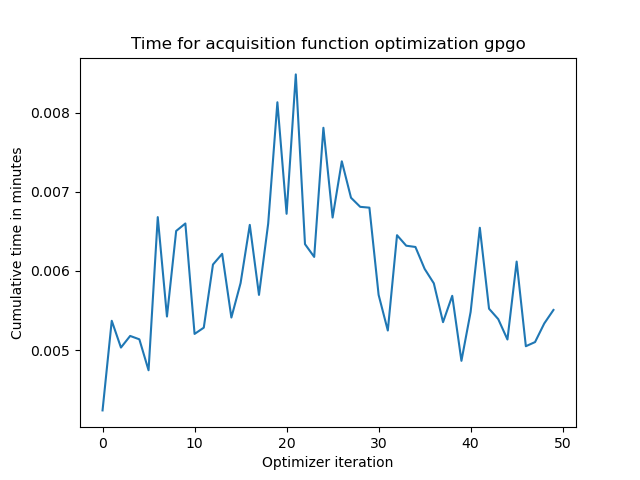 Time for acquisition function optimization gpgo
Cumulative time in minutes
0.008
0.007
0.006
0.005
0 10 20 30 40 50
Optimizer iteration